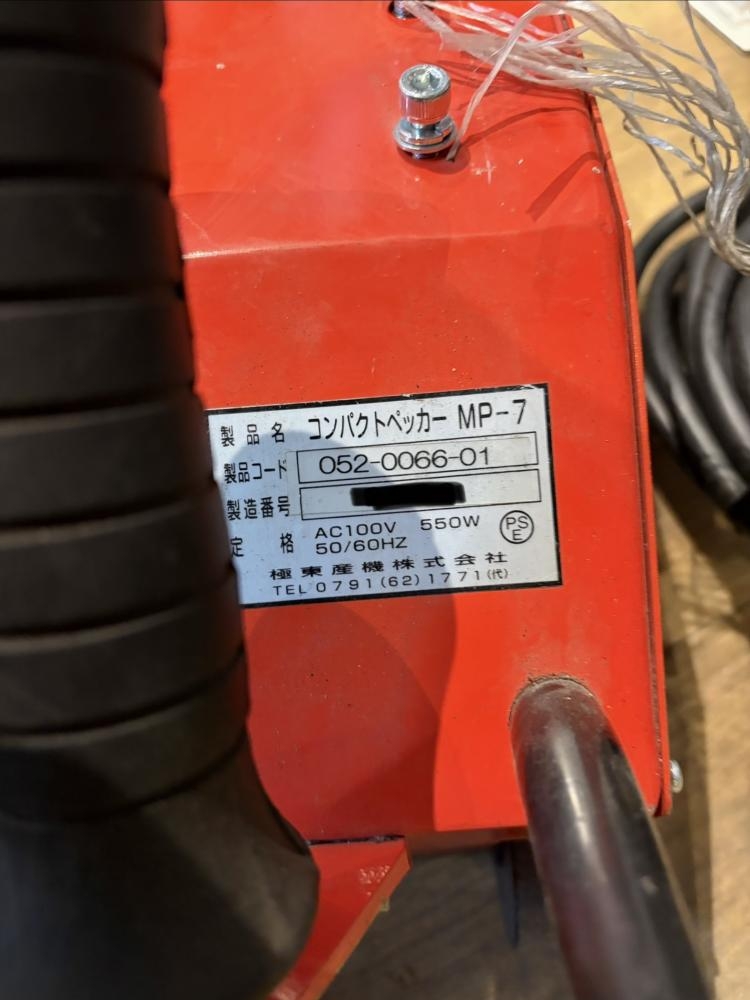 製品名 コンパクトペッカー MP-7
製品コード 052-0066-01
製造番号
定格 AC100V 550W
50/60HZ
PSE
極東産機株式会社
TEL0791(62)1771(代)